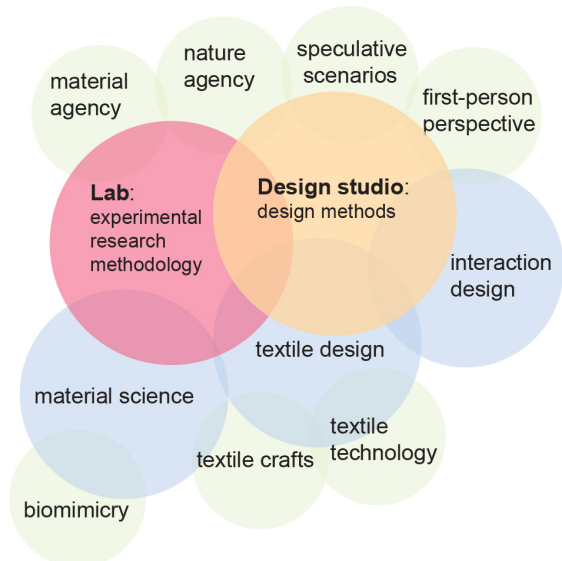 material
agency
nature
agency
speculative
scenarios
first-person
perspective
Lab:
experimental
research
methodology
Design studio:
design methods
interaction
design
textile design
material science
textile crafts
textile
technology
biomimicry